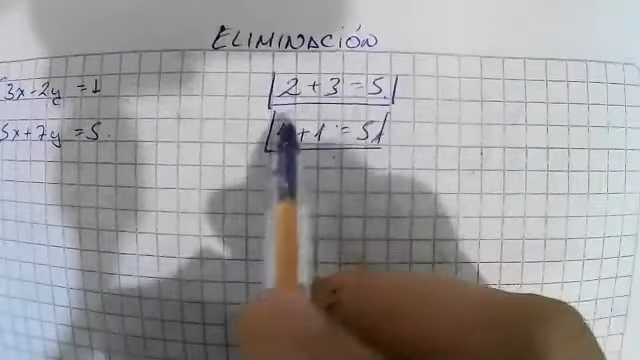 ELIMINACIÓN
3x-2y = 1
2 + 3 = 5
5x+7y = 5.
+ 1 = 5